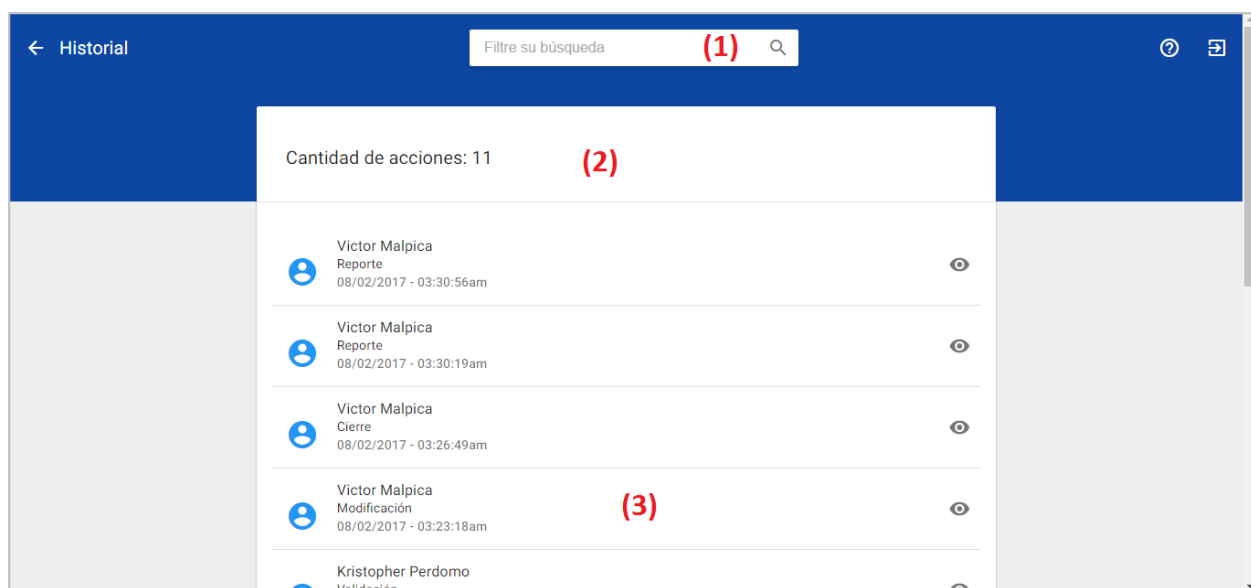 Historial
Filtre su búsqueda (1)
Cantidad de acciones: 11 (2)
Victor Malpica
Reporte
08/02/2017 - 03:30:56am
Victor Malpica
Reporte
08/02/2017 - 03:30:19am
Victor Malpica
Cierre
08/02/2017 - 03:26:49am
Victor Malpica
Modificación (3)
08/02/2017 - 03:23:18am
Kristopher Perdomo
Validación